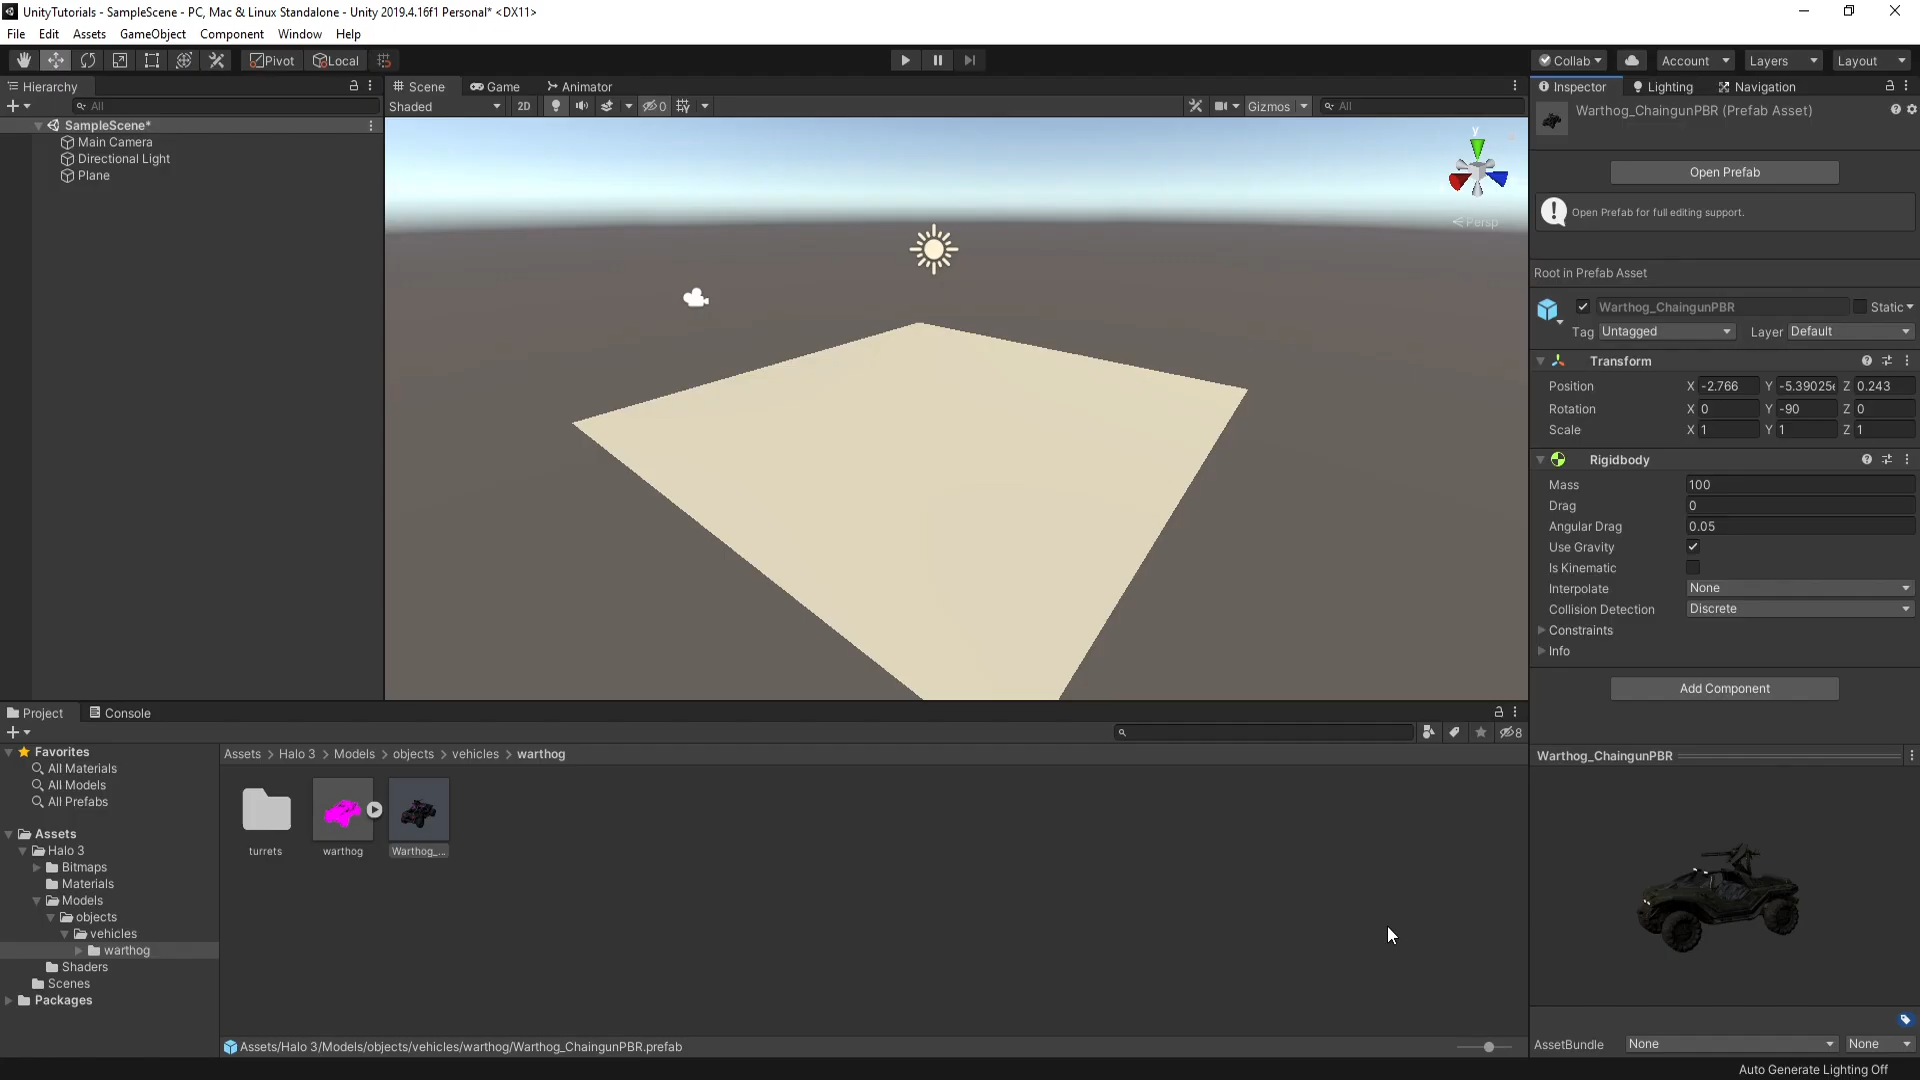 UnityTutorials - SampleScene - PC, Mac & Linux Standalone - Unity 2019.4.16f1 Personal* <DX11>
File Edit Assets GameObject Component Window Help
Pivot Local Collab Account Layers Layout
Hierarchy
All
SampleScene*
Main Camera
Directional Light
Plane
Scene Game Animator
Shaded 2D 0 Gizmos All
y
Persp
Inspector Lighting Navigation
Warthog_ChaingunPBR (Prefab Asset)
Open Prefab
Open Prefab for full editing support.
Root in Prefab Asset
Warthog_ChaingunPBR Static
Tag Untagged Layer Default
Transform
Position X -2.766 Y -5.39025e Z 0.243
Rotation X 0 Y -90 Z 0
Scale X 1 Y 1 Z 1
Rigidbody
Mass 100
Drag 0
Angular Drag 0.05
Use Gravity
Is Kinematic
Interpolate None
Collision Detection Discrete
Constraints
Info
Add Component
Project Console
8
Favorites
All Materials
All Models
All Prefabs
Assets
Halo 3
Bitmaps
Materials
Models
objects
vehicles
warthog
Shaders
Scenes
Packages
Assets > Halo 3 > Models > objects > vehicles > warthog
turrets warthog Warthog_...
Assets/Halo 3/Models/objects/vehicles/warthog/Warthog_ChaingunPBR.prefab
Warthog_ChaingunPBR
AssetBundle None None
Auto Generate Lighting Off